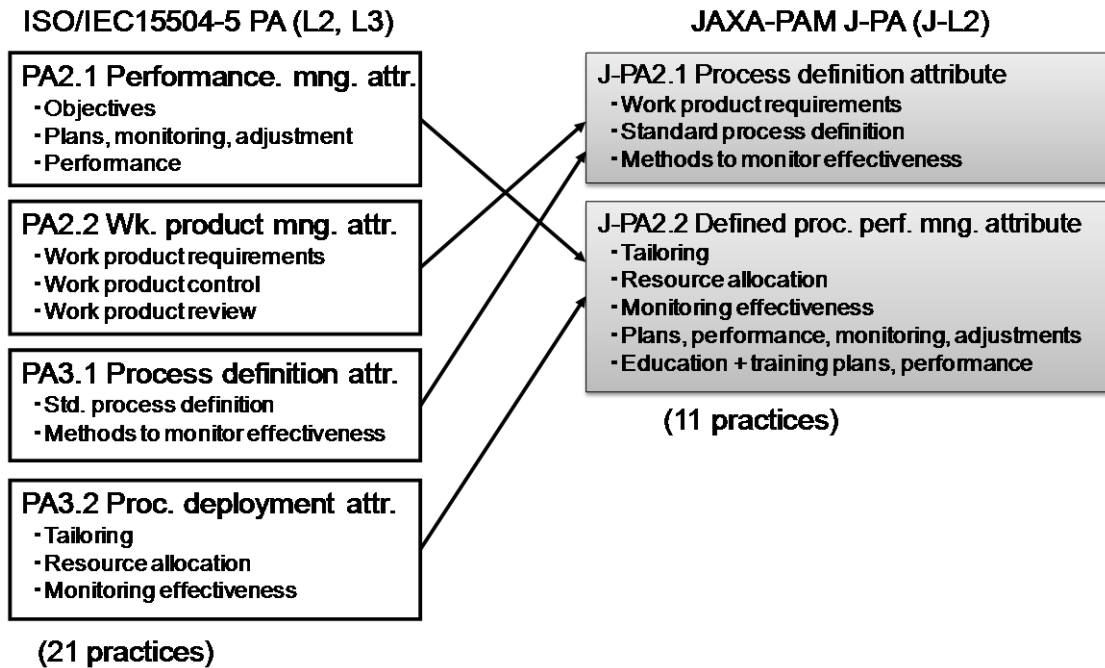 ISO/IEC15504-5 PA (L2, L3)
PA2.1 Performance. mng. attr.
- Objectives
- Plans, monitoring, adjustment
- Performance
PA2.2 Wk. product mng. attr.
- Work product requirements
- Work product control
- Work product review
PA3.1 Process definition attr.
- Std. process definition
- Methods to monitor effectiveness
PA3.2 Proc. deployment attr.
- Tailoring
- Resource allocation
- Monitoring effectiveness
(21 practices)
JAXA-PAM J-PA (J-L2)
J-PA2.1 Process definition attribute
- Work product requirements
- Standard process definition
- Methods to monitor effectiveness
J-PA2.2 Defined proc. perf. mng. attribute
- Tailoring
- Resource allocation
- Monitoring effectiveness
- Plans, performance, monitoring, adjustments
- Education + training plans, performance
(11 practices)